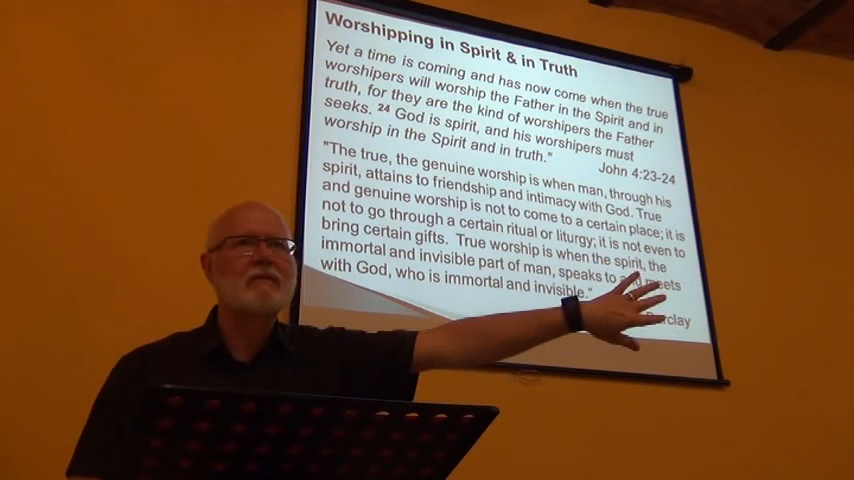 Worshipping in Spirit & in Truth
Yet a time is coming and has now come when the true
worshipers will worship the Father in the Spirit and in
truth, for they are the kind of worshipers the Father
seeks. 24 God is spirit, and his worshipers must
worship in the Spirit and in truth."
John 4:23-24
"The true, the genuine worship is when man, through his
spirit, attains to friendship and intimacy with God. True
and genuine worship is not to come to a certain place; it is
not to go through a certain ritual or liturgy; it is not even to
bring certain gifts. True worship is when the spirit, the
immortal and invisible part of man, speaks to and meets
with God, who is immortal and invisible."
Barclay